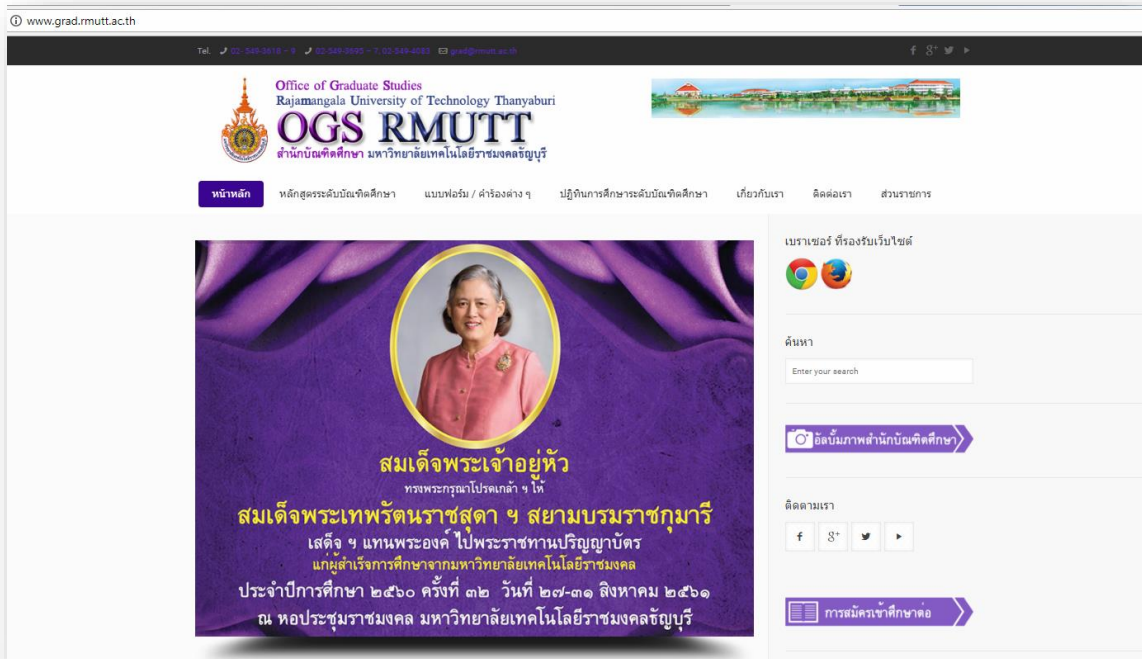 www.grad.rmutt.ac.th
Tel. 02- 549-3618 - 9 02-549-3695 - 7, 02-549-4083 grad@rmutt.ac.th
Office of Graduate Studies
Rajamangala University of Technology Thanyaburi
OGS RMUTT
สำนักบัณฑิตศึกษา มหาวิทยาลัยเทคโนโลยีราชมงคลธัญบุรี
หน้าหลัก หลักสูตรระดับบัณฑิตศึกษา แบบฟอร์ม / คำร้องต่าง ๆ ปฏิทินการศึกษาระดับบัณฑิตศึกษา เกี่ยวกับเรา ติดต่อเรา ส่วนราชการ
สมเด็จพระเจ้าอยู่หัว
ทรงพระกรุณาโปรดเกล้า ฯ ให้
สมเด็จพระเทพรัตนราชสุดา ฯ สยามบรมราชกุมารี
เสด็จ ฯ แทนพระองค์ ไปพระราชทานปริญญาบัตร
แก่ผู้สำเร็จการศึกษาจากมหาวิทยาลัยเทคโนโลยีราชมงคล
ประจำปีการศึกษา ๒๕๖๐ ครั้งที่ ๓๒ วันที่ ๒๗-๓๑ สิงหาคม ๒๕๖๑
ณ หอประชุมราชมงคล มหาวิทยาลัยเทคโนโลยีราชมงคลธัญบุรี
เบราเซอร์ ที่รองรับเว็บไซต์
ค้นหา
Enter your search
อัลบั้มภาพสำนักบัณฑิตศึกษา
ติดตามเรา
การสมัครเข้าศึกษาต่อ